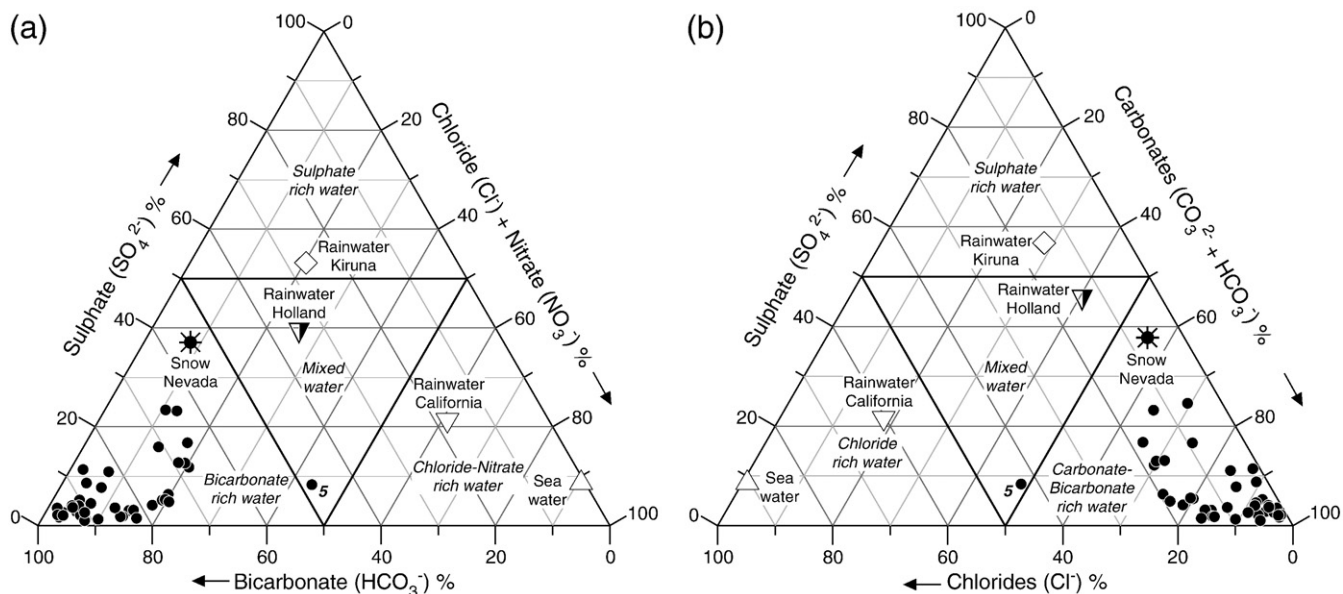 (a)
100
0
80
20
60
40
40
60
20
80
0
100
100
80
60
40
20
0
Sulphate (SO₄²⁻) %
Chloride (Cl⁻) + Nitrate (NO₃⁻) %
Bicarbonate (HCO₃⁻) %
Sulphate
rich water
Rainwater
Kiruna
Rainwater
Holland
Snow
Nevada
Mixed
water
Rainwater
California
Bicarbonate
rich water
5
Chloride-Nitrate
rich water
Sea
water
(b)
100
0
80
20
60
40
40
60
20
80
0
100
100
80
60
40
20
0
Sulphate (SO₄²⁻) %
Carbonates (CO₃²⁻ + HCO₃⁻) %
Chlorides (Cl⁻) %
Sulphate
rich water
Rainwater
Kiruna
Rainwater
Holland
Snow
Nevada
Mixed
water
Rainwater
California
Chloride
rich water
Sea
water
5
Carbonate-
Bicarbonate
rich water